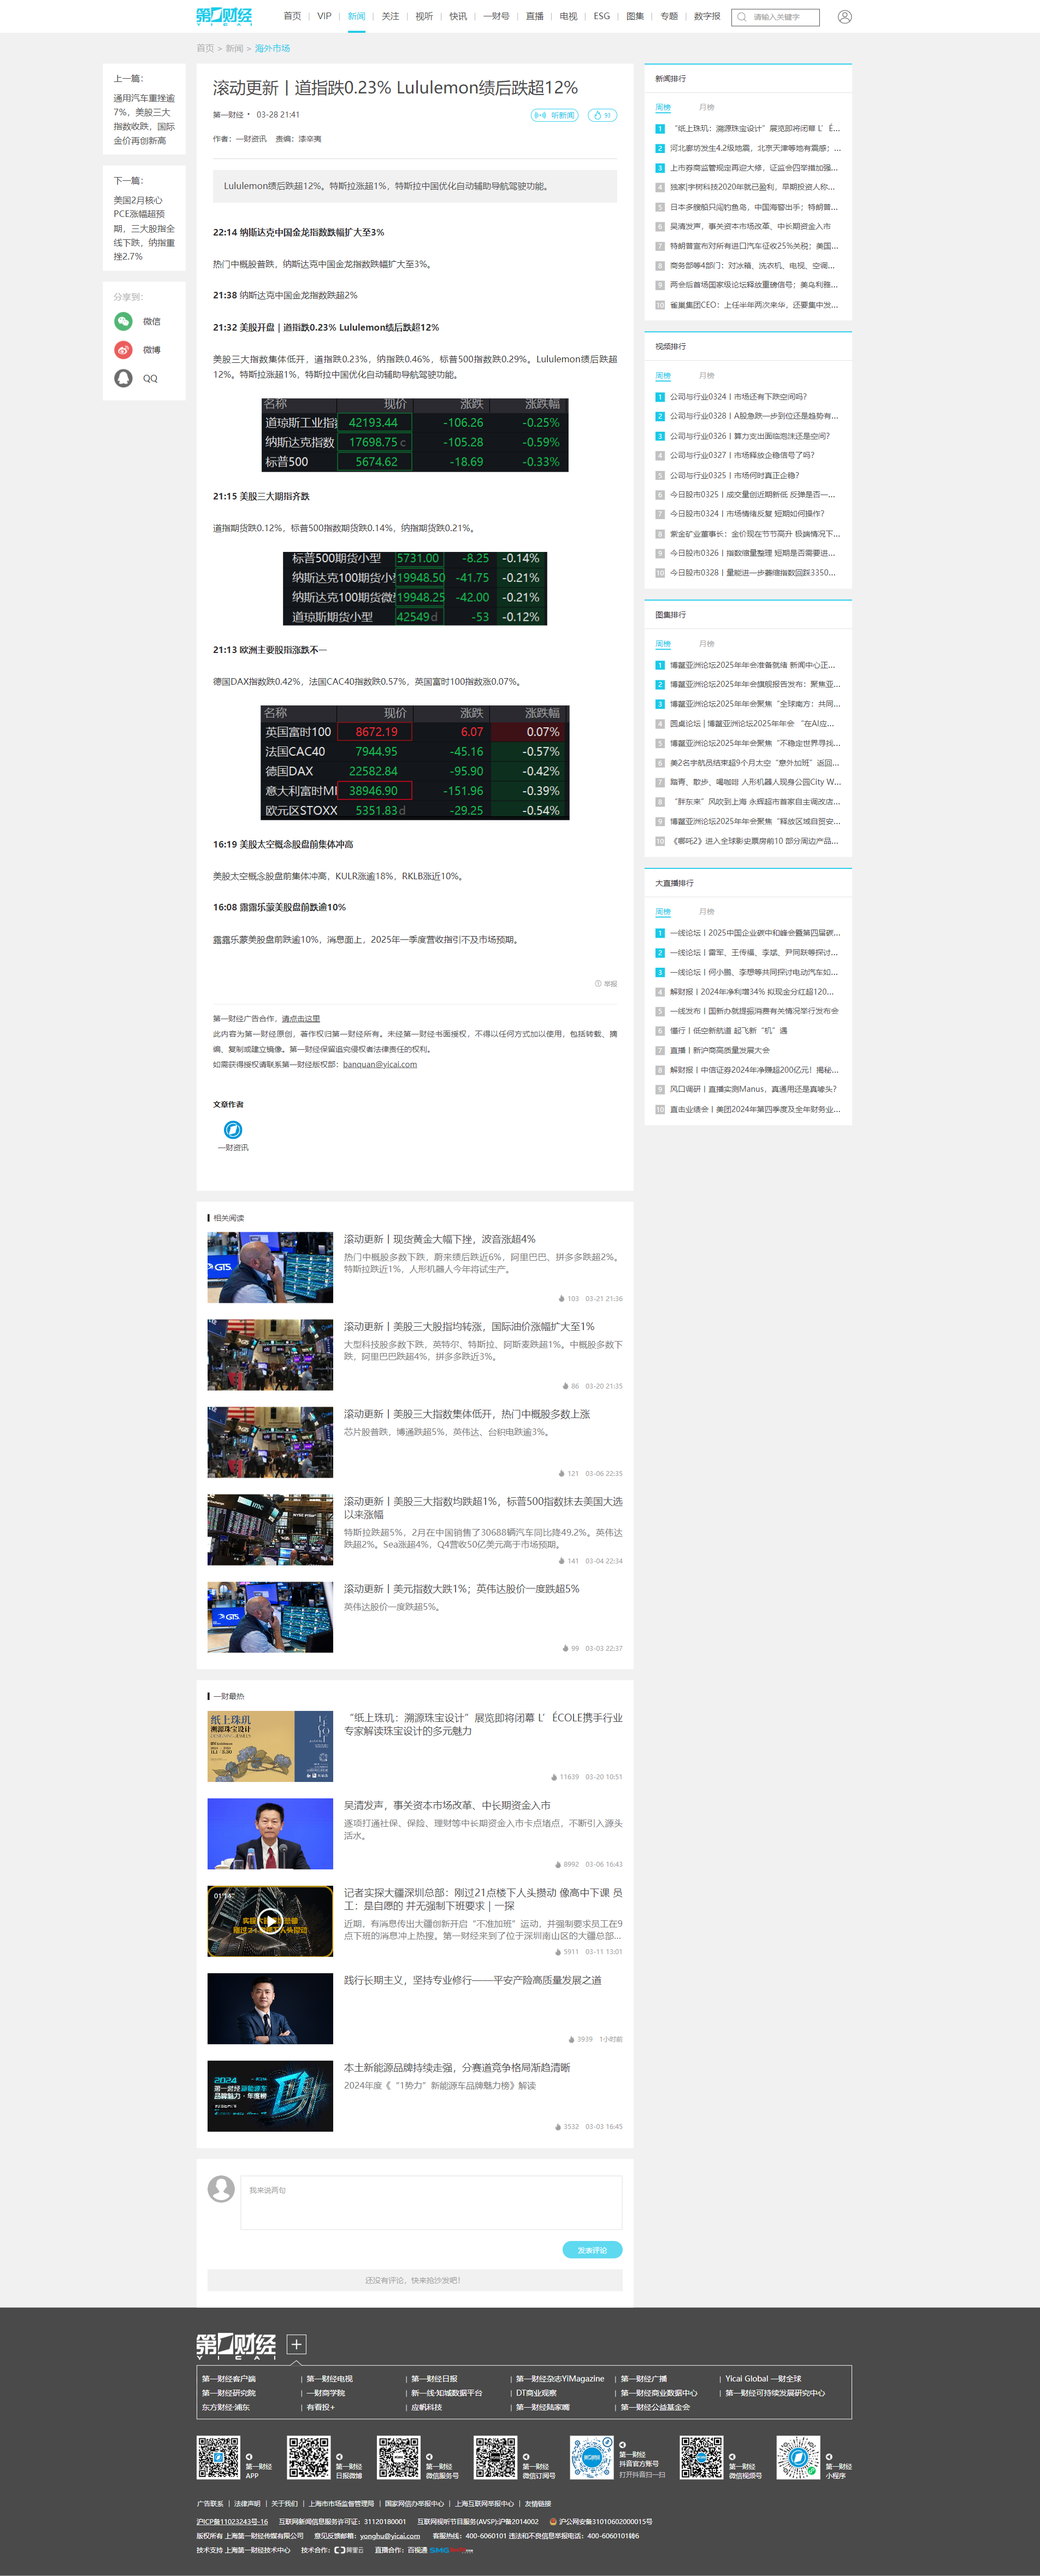 第一财经
YICAI
首页 | VIP | 新闻 | 关注 | 视听 | 快讯 | 一财号 | 直播 | 电视 | ESG | 图集 | 专题 | 数字报
请输入关键字
首页 > 新闻 > 海外市场
上一篇：
通用汽车重挫逾
7%，美股三大
指数收跌，国际
金价再创新高
下一篇：
美国2月核心
PCE涨幅超预
期，三大股指全
线下跌，纳指重
挫2.7%
分享到：
微信
微博
QQ
滚动更新丨道指跌0.23% Lululemon绩后跌超12%
第一财经 • 03-28 21:41
听新闻
作者：一财资讯 责编：漆辛夷
Lululemon绩后跌超12%。特斯拉涨超1%，特斯拉中国优化自动辅助导航驾驶功能。
22:14 纳斯达克中国金龙指数跌幅扩大至3%
热门中概股普跌，纳斯达克中国金龙指数跌幅扩大至3%。
21:38 纳斯达克中国金龙指数跌超2%
21:32 美股开盘 | 道指跌0.23% Lululemon绩后跌超12%
美股三大指数集体低开，道指跌0.23%，纳指跌0.46%，标普500指数跌0.29%。Lululemon绩后跌超
12%。特斯拉涨超1%，特斯拉中国优化自动辅助导航驾驶功能。
名称 现价 涨跌 涨跌幅
道琼斯工业指 42193.44 -106.26 -0.25%
纳斯达克指数 17698.75 c -105.28 -0.59%
标普500 5674.62 -18.69 -0.33%
21:15 美股三大期指齐跌
道指期货跌0.12%，标普500指数期货跌0.14%，纳指期货跌0.21%。
标普500期货小型 5731.00 -8.25 -0.14%
纳斯达克100期货小 19948.50 -41.75 -0.21%
纳斯达克100期货微 19948.25 -42.00 -0.21%
道琼斯期货小型 42549 d -53 -0.12%
21:13 欧洲主要股指涨跌不一
德国DAX指数跌0.42%，法国CAC40指数跌0.57%，英国富时100指数涨0.07%。
名称 现价 涨跌 涨跌幅
英国富时100 8672.19 6.07 0.07%
法国CAC40 7944.95 -45.16 -0.57%
德国DAX 22582.84 -95.90 -0.42%
意大利富时MI 38946.90 -151.96 -0.39%
欧元区STOXX 5351.83 d -29.25 -0.54%
16:19 美股太空概念股盘前集体冲高
美股太空概念股盘前集体冲高，KULR涨逾18%，RKLB涨近10%。
16:08 露露乐蒙美股盘前跌逾10%
露露乐蒙美股盘前跌逾10%，消息面上，2025年一季度营收指引不及市场预期。
举报
第一财经广告合作，请点击这里
此内容为第一财经原创，著作权归第一财经所有。未经第一财经书面授权，不得以任何方式加以使用，包括转载、摘
编、复制或建立镜像。第一财经保留追究侵权者法律责任的权利。
如需获得授权请联系第一财经版权部：banquan@yicai.com
文章作者
一财资讯
相关阅读
滚动更新丨现货黄金大幅下挫，波音涨超4%
热门中概股多数下跌，蔚来绩后跌近6%，阿里巴巴、拼多多跌超2%。
特斯拉跌近1%，人形机器人今年将试生产。
103 03-21 21:36
滚动更新丨美股三大股指均转涨，国际油价涨幅扩大至1%
大型科技股多数下跌，英特尔、特斯拉、阿斯麦跌超1%。中概股多数下
跌，阿里巴巴跌超4%，拼多多跌近3%。
86 03-20 21:35
滚动更新丨美股三大指数集体低开，热门中概股多数上涨
芯片股普跌，博通跌超5%，英伟达、台积电跌逾3%。
121 03-06 22:35
滚动更新丨美股三大指数均跌超1%，标普500指数抹去美国大选
以来涨幅
特斯拉跌超5%，2月在中国销售了30688辆汽车同比降49.2%。英伟达
跌超2%。Sea涨超4%，Q4营收50亿美元高于市场预期。
141 03-04 22:34
滚动更新丨美元指数大跌1%；英伟达股价一度跌超5%
英伟达股价一度跌超5%。
99 03-03 22:37
一财最热
纸上珠玑
溯源珠宝设计
“纸上珠玑：溯源珠宝设计”展览即将闭幕 L’ÉCOLE携手行业
专家解读珠宝设计的多元魅力
11639 03-20 10:51
吴清发声，事关资本市场改革、中长期资金入市
逐项打通社保、保险、理财等中长期资金入市卡点堵点，不断引入源头
活水。
8992 03-06 16:43
记者实探大疆深圳总部：刚过21点楼下人头攒动 像高中下课 员
工：是自愿的 并无强制下班要求 | 一探
近期，有消息传出大疆创新开启“不准加班”运动，并强制要求员工在9
点下班的消息冲上热搜。第一财经来到了位于深圳南山区的大疆总部...
5911 03-11 13:01
践行长期主义，坚持专业修行——平安产险高质量发展之道
3939 1小时前
本土新能源品牌持续走强，分赛道竞争格局渐趋清晰
2024年度《“1势力”新能源车品牌魅力榜》解读
3532 03-03 16:45
我来说两句
发表评论
还没有评论，快来抢沙发吧！
新闻排行
周榜 月榜
1 “纸上珠玑：溯源珠宝设计”展览即将闭幕 L’É...
2 河北廊坊发生4.2级地震，北京天津等地有震感；...
3 上市券商监管规定再迎大修，证监会四举措加强...
4 独家|宇树科技2020年就已盈利，早期投资人称...
5 日本多艘船只闯钓鱼岛，中国海警出手；特朗普...
6 吴清发声，事关资本市场改革、中长期资金入市
7 特朗普宣布对所有进口汽车征收25%关税；美国...
8 商务部等4部门：对冰箱、洗衣机、电视、空调...
9 两会后首场国家级论坛释放重磅信号；美乌利雅...
10 雀巢集团CEO：上任半年两次来华，还要集中发...
视频排行
周榜 月榜
1 公司与行业0324丨市场还有下跌空间吗？
2 公司与行业0328丨A股急跌一步到位还是趋势有...
3 公司与行业0326丨算力支出面临泡沫还是空间？
4 公司与行业0327丨市场释放企稳信号了吗？
5 公司与行业0325丨市场何时真正企稳？
6 今日股市0325丨成交量创近期新低 反弹是否一...
7 今日股市0324丨市场情绪反复 短期如何操作？
8 紫金矿业董事长：金价现在节节高升 极端情况下...
9 今日股市0326丨指数缩量整理 短期是否需要进...
10 今日股市0328丨量能进一步萎缩指数回踩3350...
图集排行
周榜 月榜
1 博鳌亚洲论坛2025年年会准备就绪 新闻中心正...
2 博鳌亚洲论坛2025年年会旗舰报告发布：聚焦亚...
3 博鳌亚洲论坛2025年年会聚焦“全球南方：共同...
4 圆桌论坛 | 博鳌亚洲论坛2025年年会 “在AI应...
5 博鳌亚洲论坛2025年年会聚焦“不稳定世界寻找...
6 美2名宇航员结束超9个月太空“意外加班”返回...
7 踏青、散步、喝咖啡 人形机器人现身公园City W...
8 “胖东来”风吹到上海 永辉超市首家自主调改店...
9 博鳌亚洲论坛2025年年会聚焦“释放区域自贸安...
10 《哪吒2》进入全球影史票房前10 部分周边产品...
大直播排行
周榜 月榜
1 一线论坛丨2025中国企业碳中和峰会暨第四届碳...
2 一线论坛丨雷军、王传福、李斌、尹同跃等探讨...
3 一线论坛丨何小鹏、李想等共同探讨电动汽车如...
4 解财报丨2024年净利增34% 拟现金分红超120...
5 一线发布丨国新办就提振消费有关情况举行发布会
6 懂行丨低空新航道 起飞新“机”遇
7 直播丨新沪商高质量发展大会
8 解财报丨中信证券2024年净赚超200亿元！揭秘...
9 风口调研丨直播实测Manus，真通用还是真噱头？
10 直击业绩会丨美团2024年第四季度及全年财务业...
第一财经
YICAI
第一财经客户端 | 第一财经电视 | 第一财经日报 | 第一财经杂志YiMagazine | 第一财经广播 | Yicai Global 一财全球
第一财经研究院 | 一财商学院 | 新一线·知城数据平台 | DT商业观察 | 第一财经商业数据中心 | 第一财经可持续发展研究中心
东方财经·浦东 | 有看投+ | 应帆科技 | 第一财经陆家嘴 | 第一财经公益基金会
第一财经
APP
第一财经
日报微博
第一财经
微信服务号
第一财经
微信订阅号
第一财经
抖音官方账号
打开抖音扫一扫
第一财经
微信视频号
第一财经
小程序
广告联系 | 法律声明 | 关于我们 | 上海市市场监督管理局 | 国家网信办举报中心 | 上海互联网举报中心 | 友情链接
沪ICP备11023243号-16 互联网新闻信息服务许可证：31120180001 互联网视听节目服务(AVSP):沪备2014002 沪公网安备31010602000015号
版权所有 上海第一财经传媒有限公司 意见反馈邮箱：yonghu@yicai.com 客服热线：400-6060101 违法和不良信息举报电话：400-6060101转6
技术支持 上海第一财经技术中心 技术合作： 阿里云 直播合作： 百视通 SMG